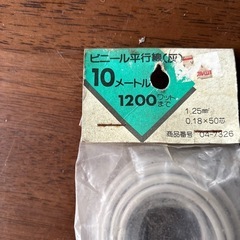 ビニール平行線(灰)
10メートル
1200ワットまで
1.25㎟
0.18×50芯
商品番号 04-7326